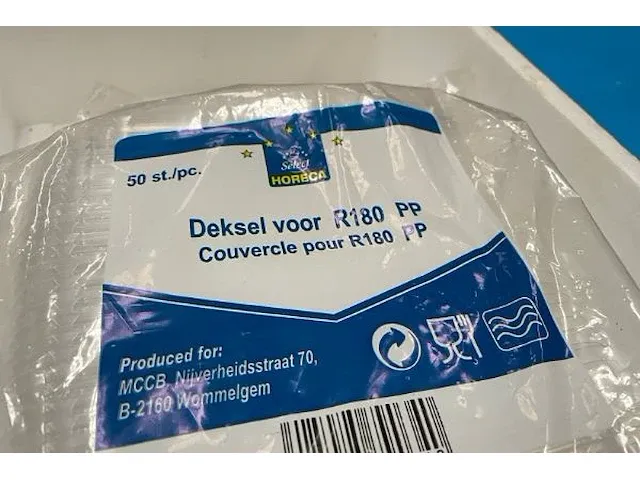 50 st./pc.
Select
HORECA
Deksel voor R180 PP
Couvercle pour R180 PP
Produced for:
MCCB, Nijverheidsstraat 70,
B-2160 Wommelgem